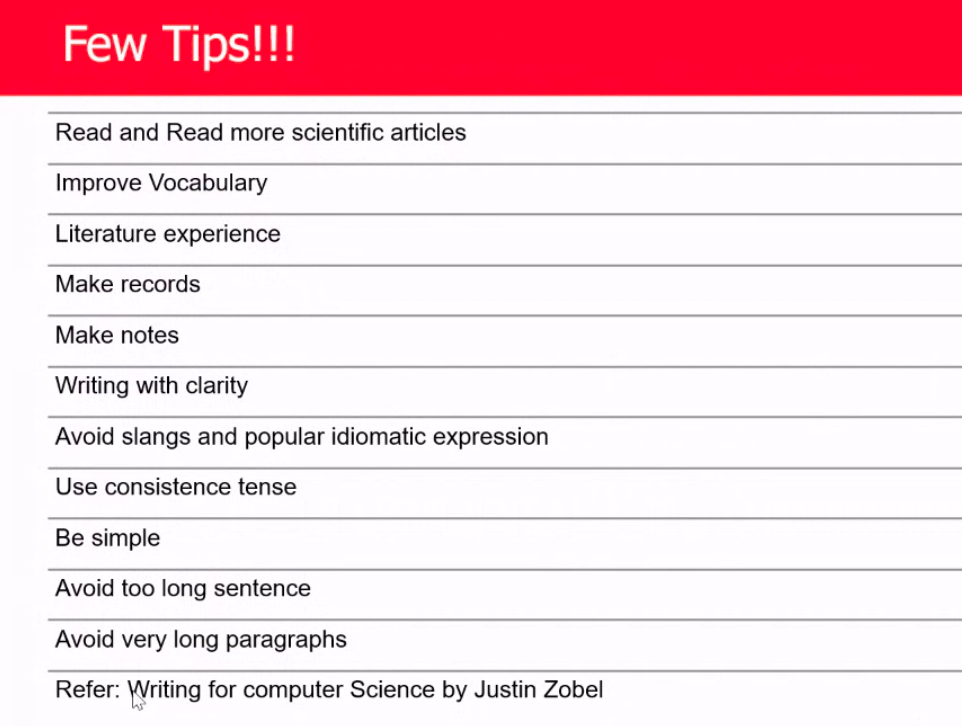 Few Tips!!!
Read and Read more scientific articles
Improve Vocabulary
Literature experience
Make records
Make notes
Writing with clarity
Avoid slangs and popular idiomatic expression
Use consistence tense
Be simple
Avoid too long sentence
Avoid very long paragraphs
Refer: Writing for computer Science by Justin Zobel